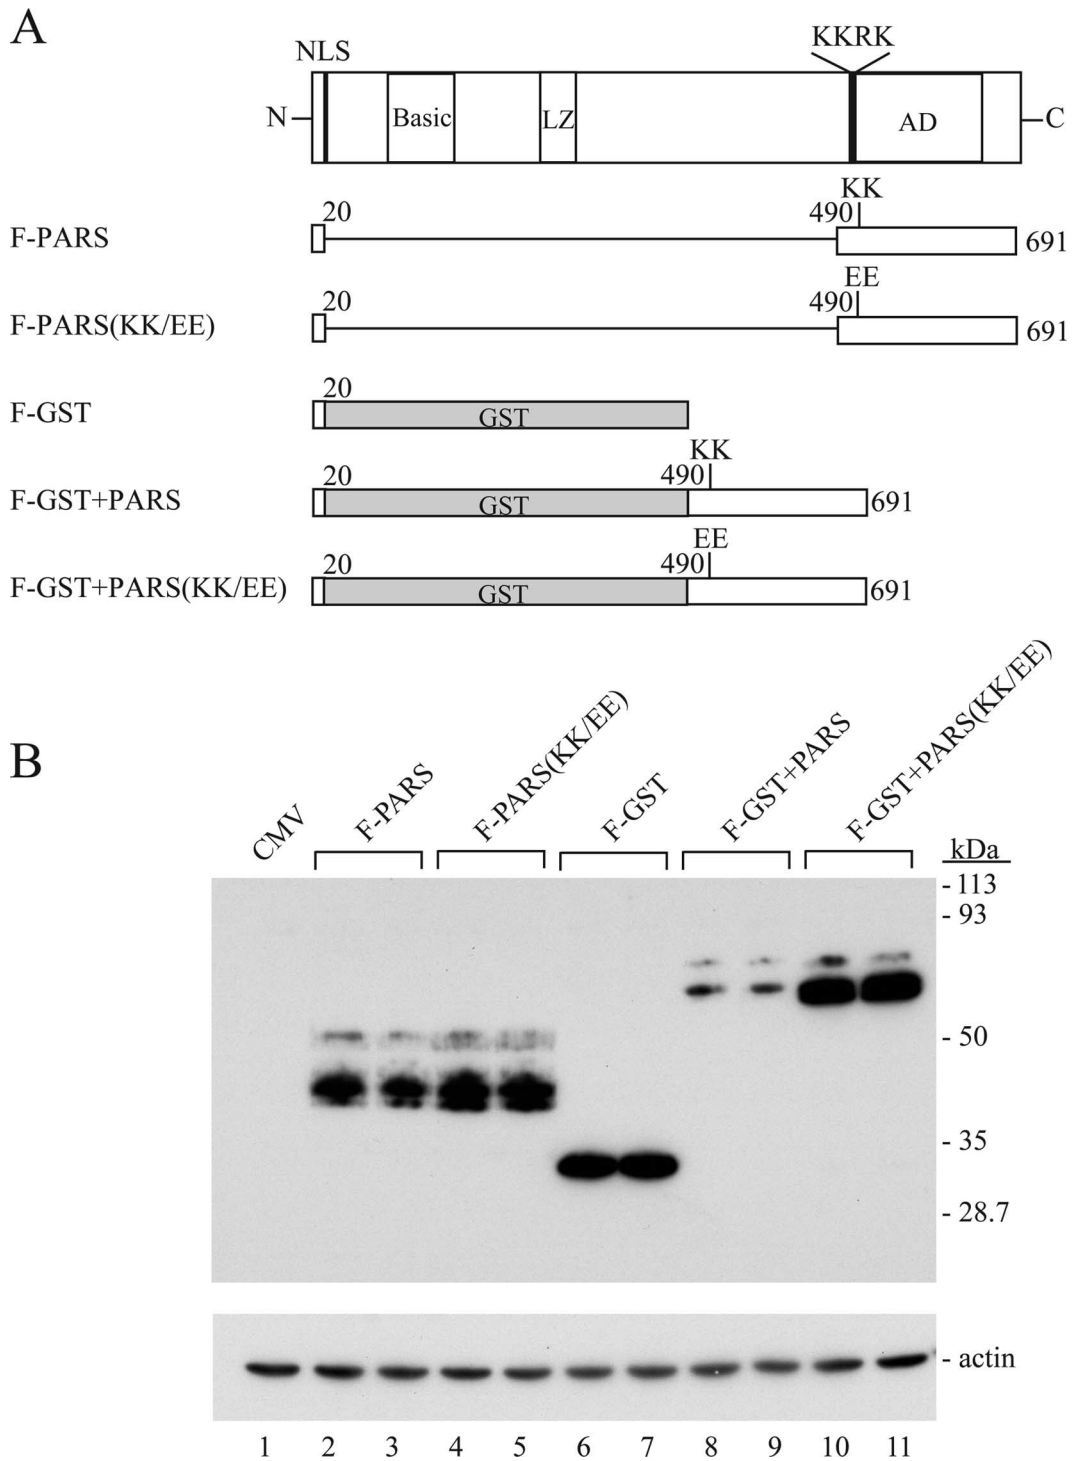 A
NLS
KKRK
N
Basic
LZ
AD
C
F-PARS
20
490
KK
691
F-PARS(KK/EE)
20
490
EE
691
F-GST
20
GST
F-GST+PARS
20
GST
490
KK
691
F-GST+PARS(KK/EE)
20
GST
490
EE
691
B
CMV
F-PARS
F-PARS(KK/EE)
F-GST
F-GST+PARS
F-GST+PARS(KK/EE)
kDa
- 113
- 93
- 50
- 35
- 28.7
- actin
1 2 3 4 5 6 7 8 9 10 11